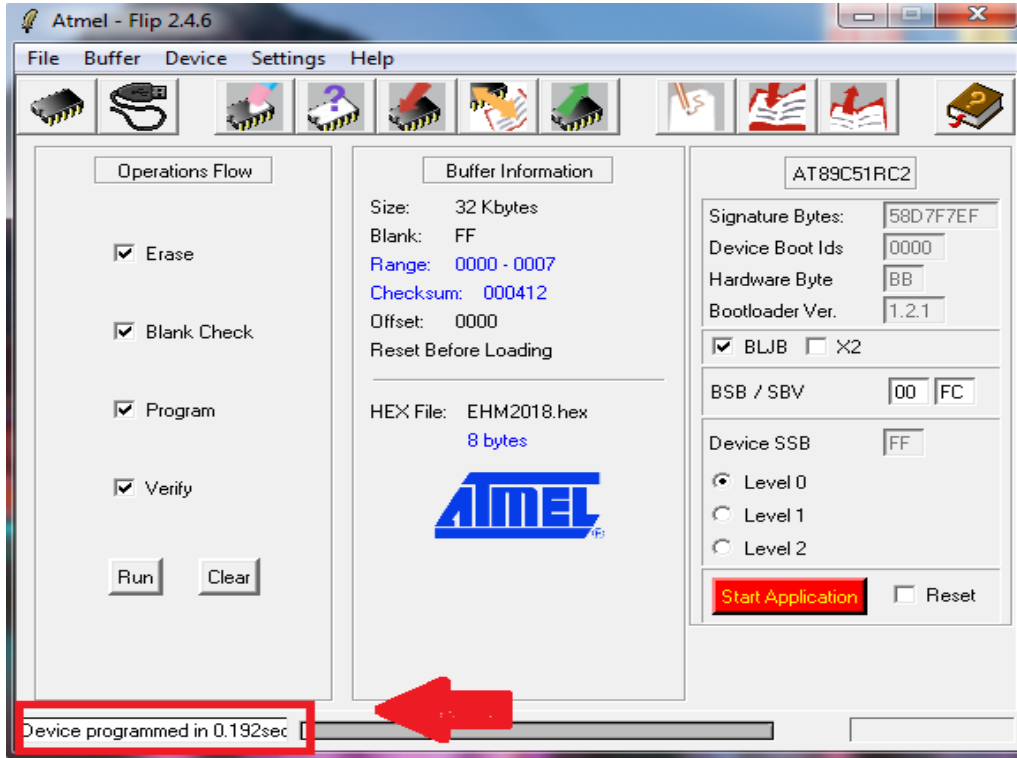 Atmel - Flip 2.4.6
File Buffer Device Settings Help
Operations Flow
Erase
Blank Check
Program
Verify
Run Clear
Buffer Information
Size: 32 Kbytes
Blank: FF
Range: 0000 - 0007
Checksum: 000412
Offset: 0000
Reset Before Loading
HEX File: EHM2018.hex
8 bytes
ATMEL ®
AT89C51RC2
Signature Bytes: 58D7F7EF
Device Boot Ids 0000
Hardware Byte BB
Bootloader Ver. 1.2.1
BLJB X2
BSB / SBV 00 FC
Device SSB FF
Level 0
Level 1
Level 2
Start Application Reset
Device programmed in 0.192sec